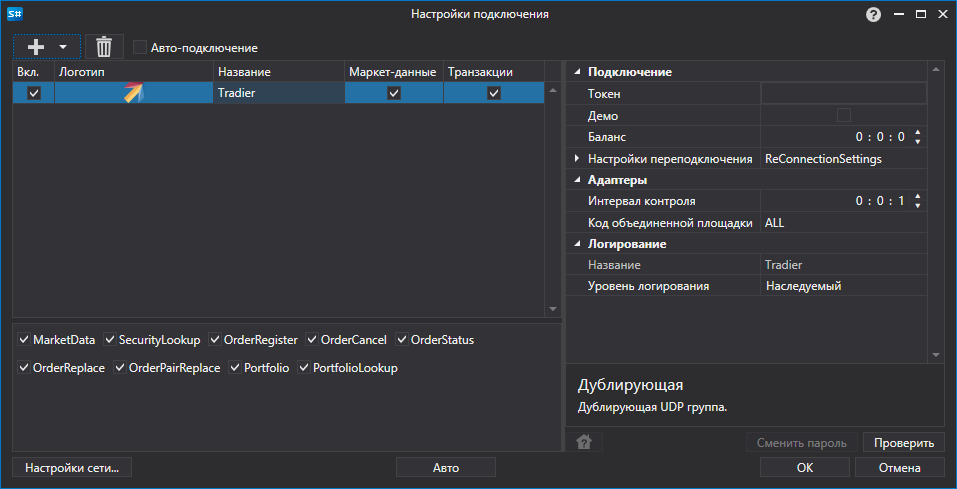 S# Настройки подключения ?
Авто-подключение
Вкл. Логотип Название Маркет-данные Транзакции
Tradier
MarketData SecurityLookup OrderRegister OrderCancel OrderStatus
OrderReplace OrderPairReplace Portfolio PortfolioLookup
Подключение
Токен
Демо
Баланс 0 : 0 : 0
Настройки переподключения ReConnectionSettings
Адаптеры
Интервал контроля 0 : 0 : 1
Код объединенной площадки ALL
Логирование
Название Tradier
Уровень логирования Наследуемый
Дублирующая
Дублирующая UDP группа.
? Сменить пароль Проверить
Настройки сети... Авто OK Отмена